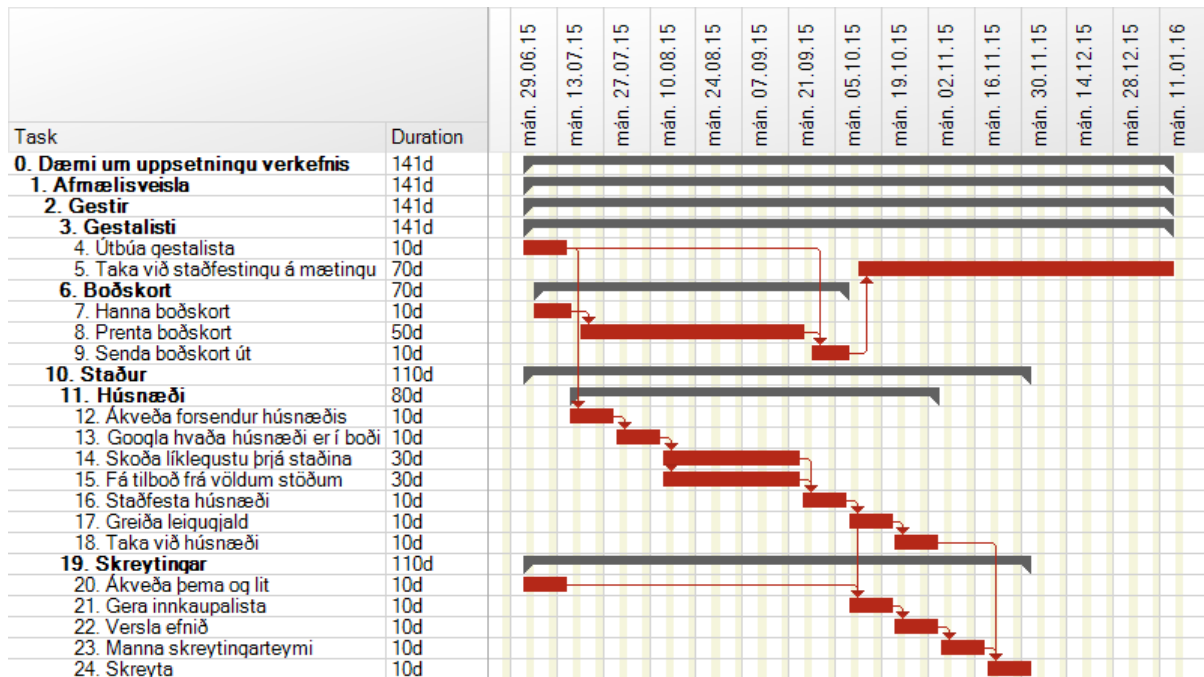 mán. 29.06.15
mán. 13.07.15
mán. 27.07.15
mán. 10.08.15
mán. 24.08.15
mán. 07.09.15
mán. 21.09.15
mán. 05.10.15
mán. 19.10.15
mán. 02.11.15
mán. 16.11.15
mán. 30.11.15
mán. 14.12.15
mán. 28.12.15
mán. 11.01.16
Task Duration
0. Dæmi um uppsetningu verkefnis 141d
1. Afmælisveisla 141d
2. Gestir 141d
3. Gestalisti 141d
4. Útbúa gestalista 10d
5. Taka við staðfestingu á mætingu 70d
6. Boðskort 70d
7. Hanna boðskort 10d
8. Prenta boðskort 50d
9. Senda boðskort út 10d
10. Staður 110d
11. Húsnæði 80d
12. Ákveða forsendur húsnæðis 10d
13. Googla hvaða húsnæði er í boði 10d
14. Skoða líklegustu þrjá staðina 30d
15. Fá tilboð frá völdum stöðum 30d
16. Staðfesta húsnæði 10d
17. Greiða leigugjald 10d
18. Taka við húsnæði 10d
19. Skreytingar 110d
20. Ákveða þema og lit 10d
21. Gera innkaupalista 10d
22. Versla efnið 10d
23. Manna skreytingarteymi 10d
24. Skreyta 10d